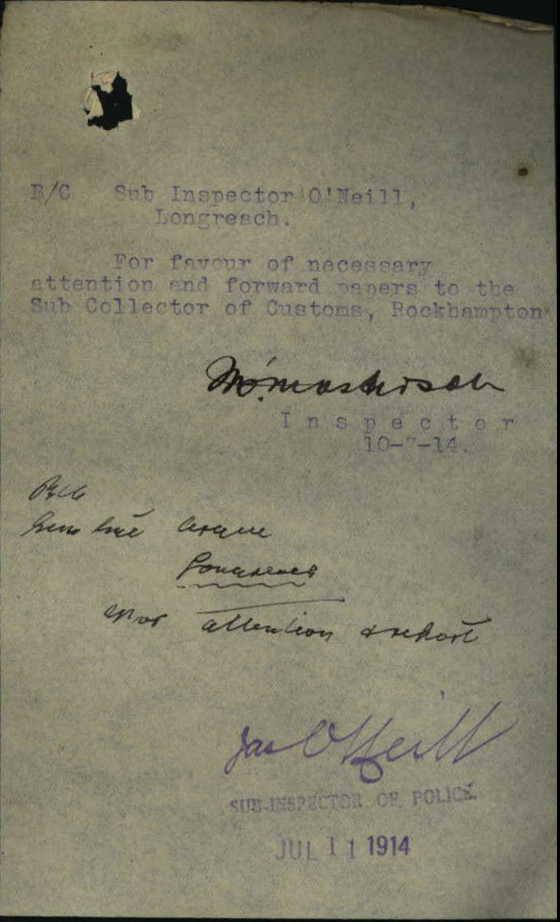 B/C Sub Inspector O'Neill,
Longreach.
For favour of necessary
attention and forward papers to the
Sub Collector of Customs, Rockhampton
Inspector
10-7-14.
Longreach
For attention & report
Jas O'Neill
SUB-INSPECTOR OF POLICE.
JUL 11 1914